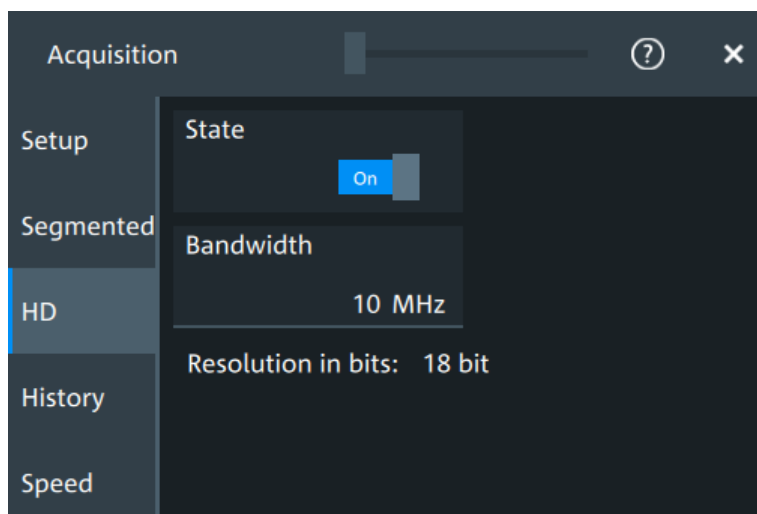 Acquisition
?
Setup
Segmented
HD
History
Speed
State
On
Bandwidth
10 MHz
Resolution in bits: 18 bit